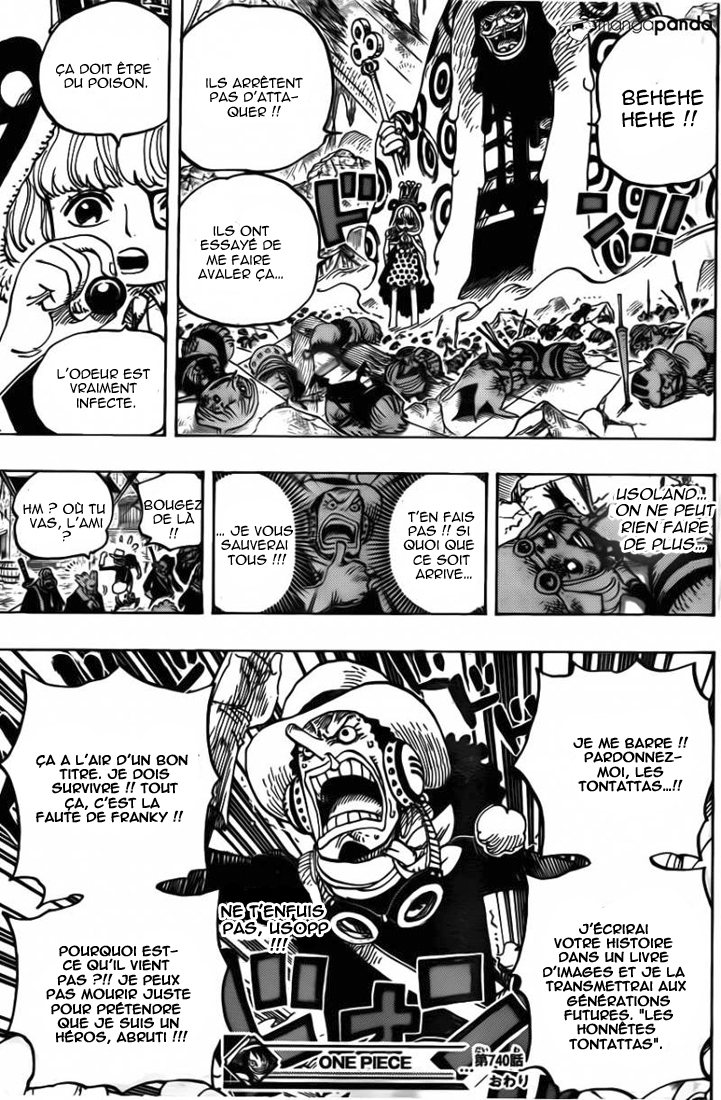 mangapanda
BEHEHE
HEHE !!
ILS ARRÊTENT
PAS D'ATTA-
QUER !!
ÇA DOIT ÊTRE
DU POISON.
ILS ONT
ESSAYÉ DE
ME FAIRE
AVALER ÇA...
L'ODEUR EST
VRAIMENT
INFECTE.
ド
ン!!
USOLAND...
ON NE PEUT
RIEN FAIRE
DE PLUS...
T'EN FAIS
PAS !! SI
QUOI QUE
CE SOIT
ARRIVE...
... JE VOUS
SAUVERAI
TOUS !!!
BOUGEZ
DE LÀ
!!
HM ? OÙ TU
VAS, L'AMI
?
JE ME BARRE !!
PARDONNEZ-
MOI, LES
TONTATTAS...!!
J'ÉCRIRAI
VOTRE HISTOIRE
DANS UN LIVRE
D'IMAGES ET JE LA
TRANSMETTRAI AUX
GÉNÉRATIONS
FUTURES. "LES
HONNÊTES
TONTATTAS".
ÇA A L'AIR D'UN BON
TITRE. JE DOIS
SURVIVRE !! TOUT
ÇA, C'EST LA
FAUTE DE FRANKY !!
NE T'ENFUIS
PAS, USOPP
!!!
POURQUOI EST-
CE QU'IL VIENT
PAS ?!! JE PEUX
PAS MOURIR JUSTE
POUR PRÉTENDRE
QUE JE SUIS UN
HÉROS, ABRUTI !!!
ONE PIECE
...第740話
／おわり